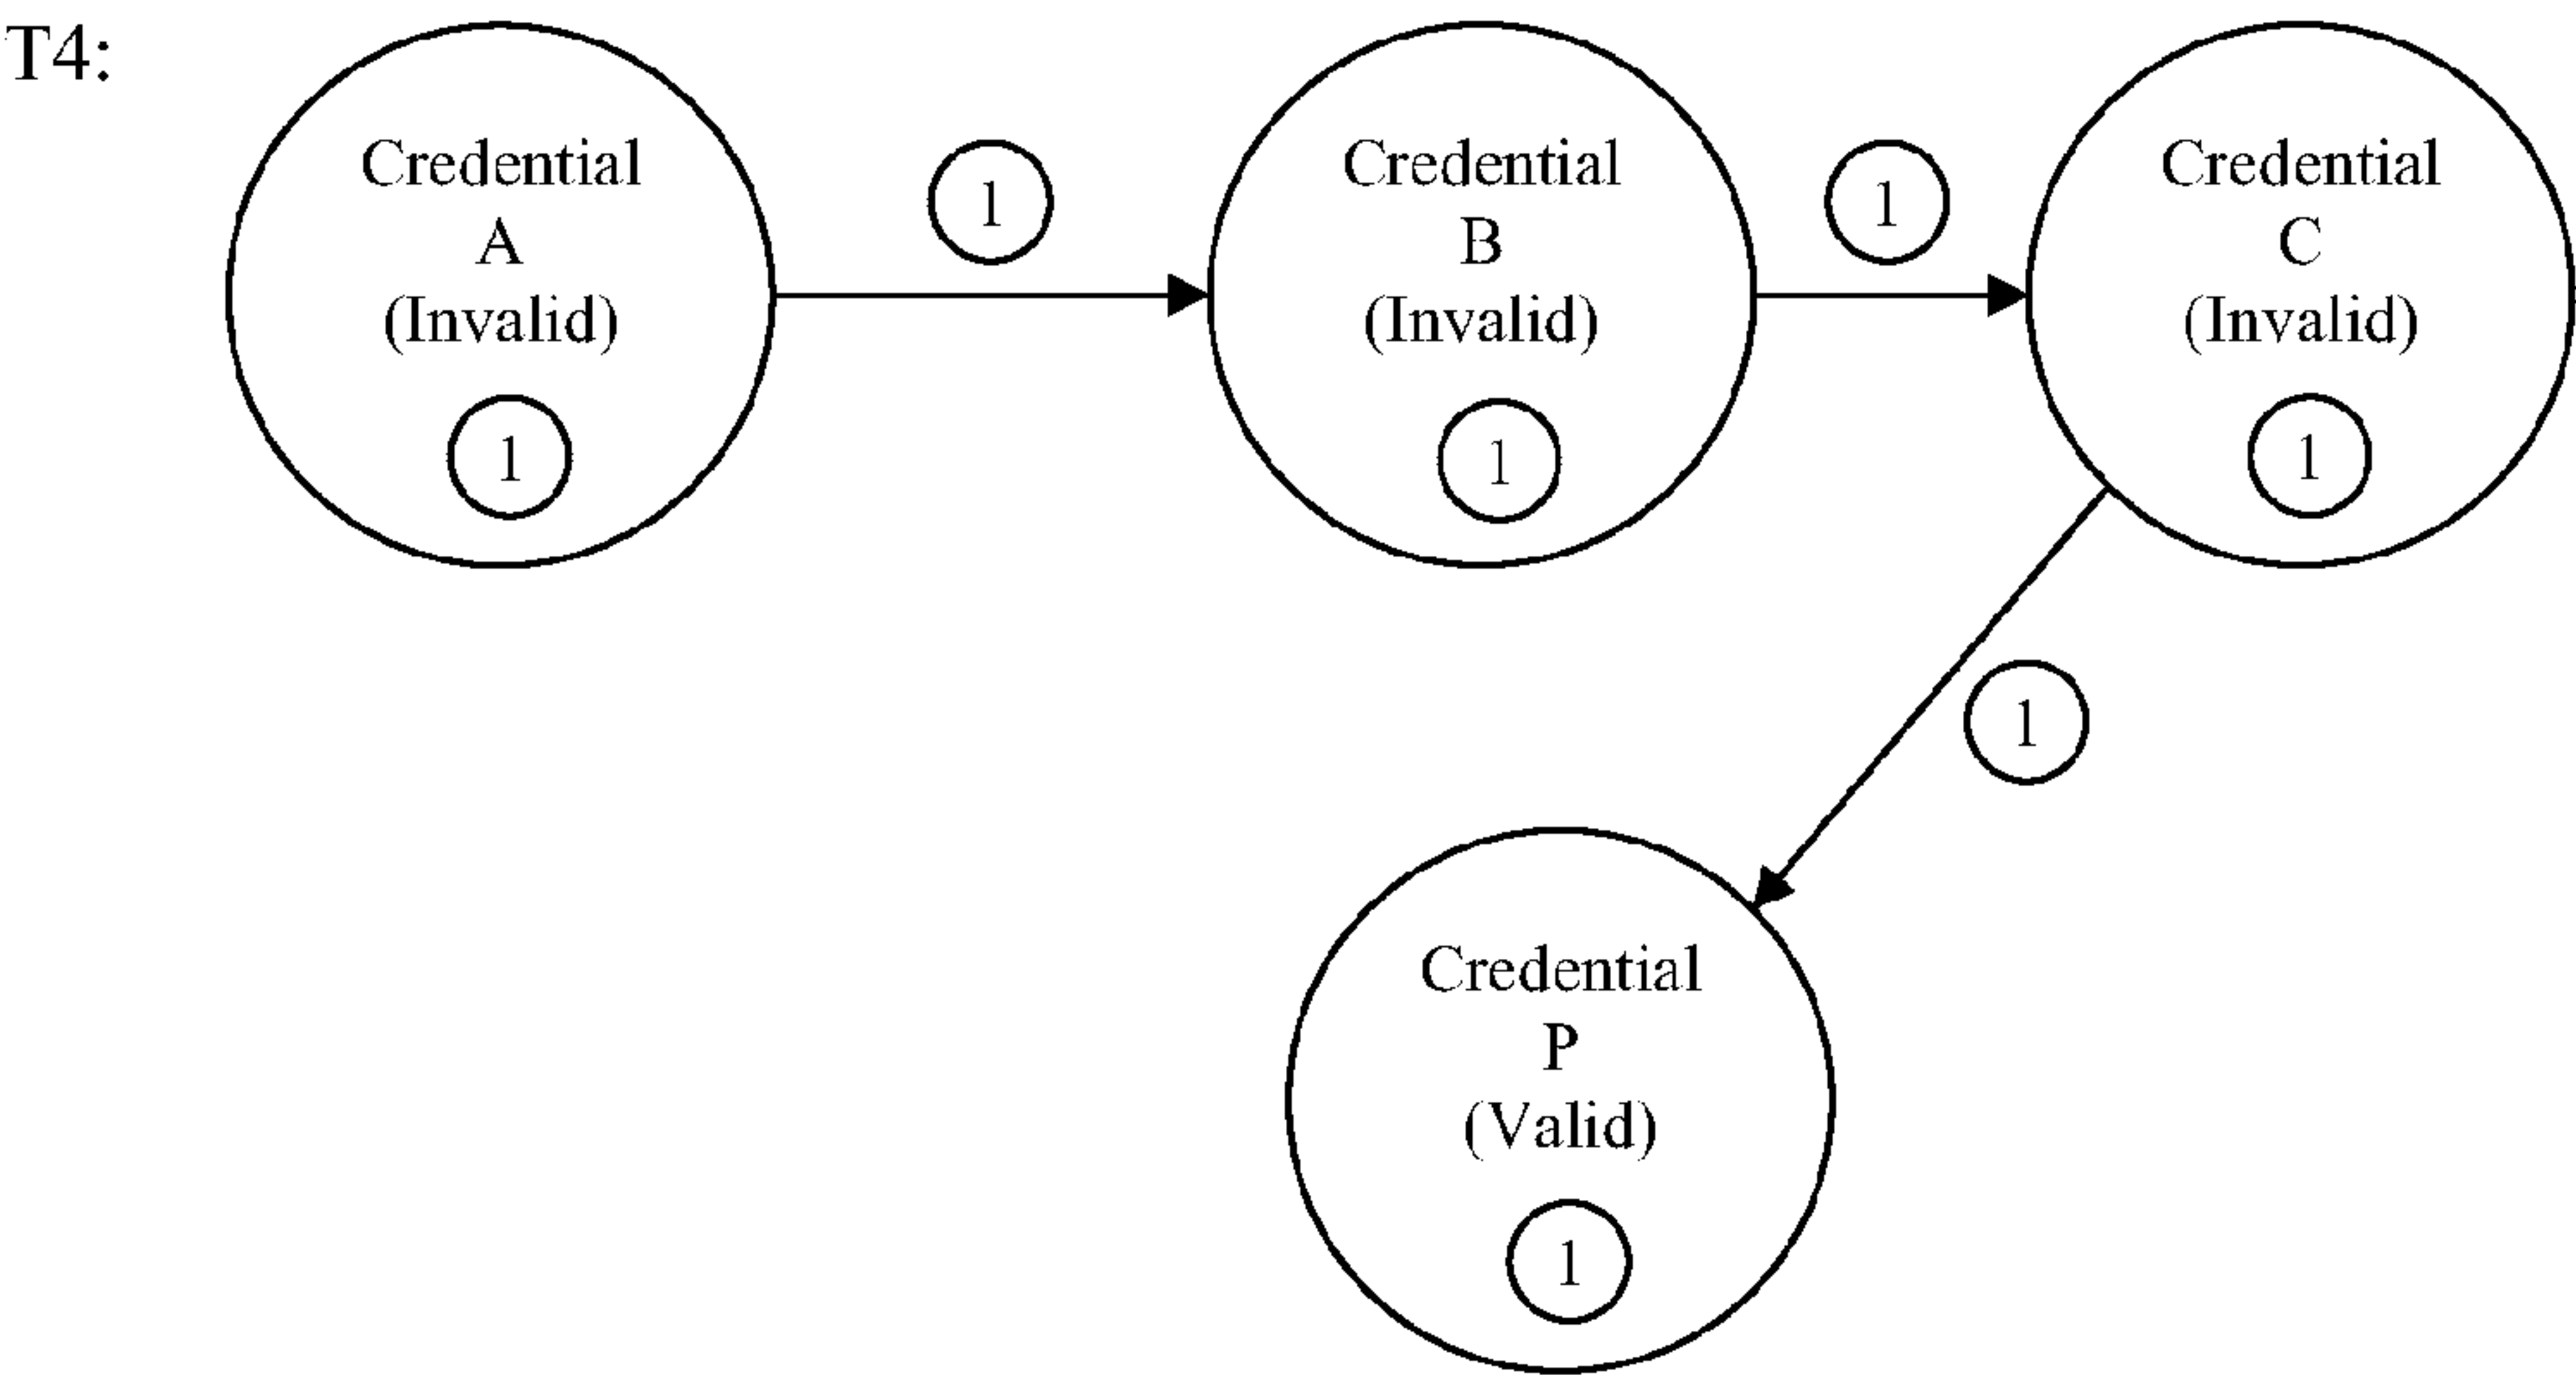 T4:
Credential
A
(Invalid)
1
1
Credential
B
(Invalid)
1
1
Credential
C
(Invalid)
1
1
Credential
P
(Valid)
1